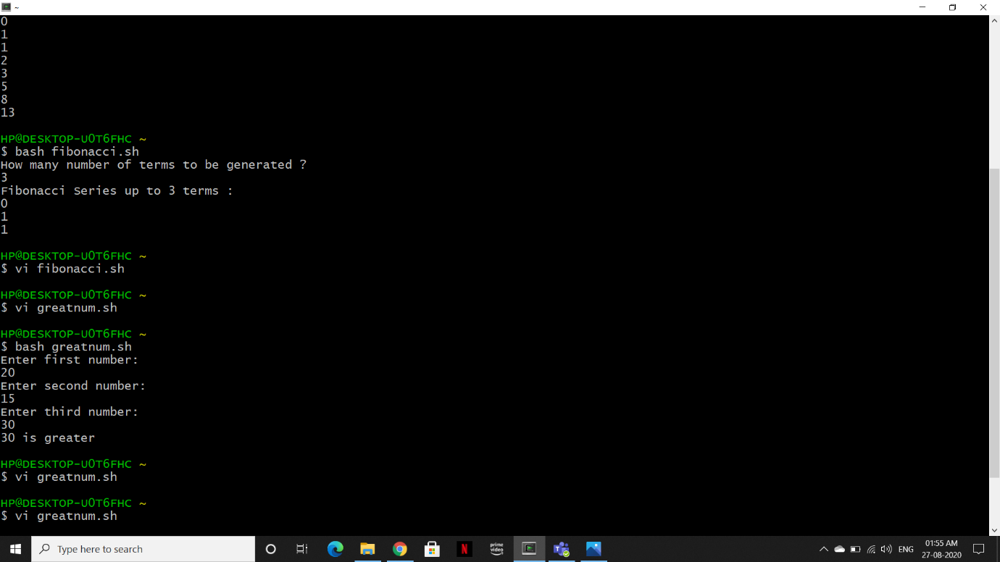 ~
0
1
1
2
3
5
8
13
HP@DESKTOP-U0T6FHC ~
$ bash fibonacci.sh
How many number of terms to be generated ?
3
Fibonacci Series up to 3 terms :
0
1
1
HP@DESKTOP-U0T6FHC ~
$ vi fibonacci.sh
HP@DESKTOP-U0T6FHC ~
$ vi greatnum.sh
HP@DESKTOP-U0T6FHC ~
$ bash greatnum.sh
Enter first number:
20
Enter second number:
15
Enter third number:
30
30 is greater
HP@DESKTOP-U0T6FHC ~
$ vi greatnum.sh
HP@DESKTOP-U0T6FHC ~
$ vi greatnum.sh
Type here to search
N
prime video
ENG
01:55 AM
27-08-2020